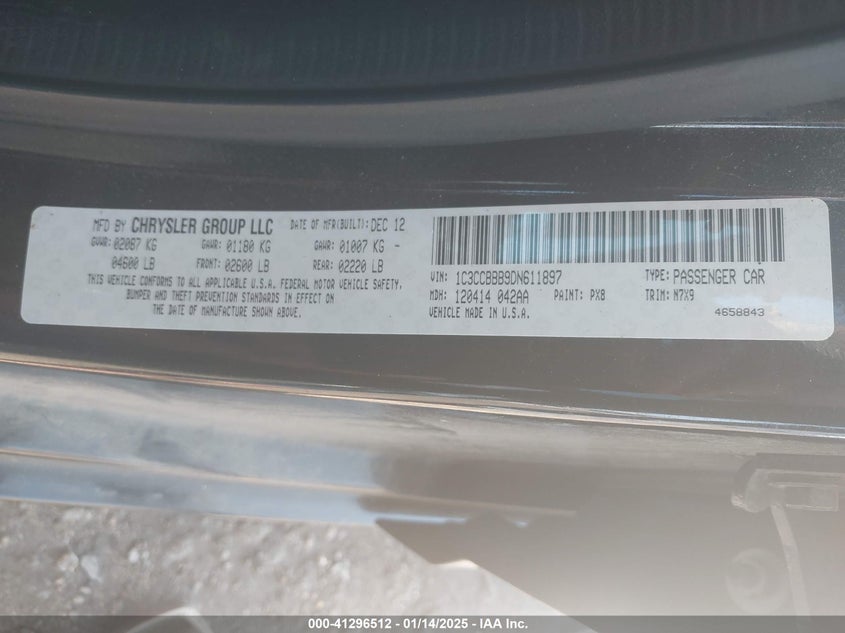 MFD BY CHRYSLER GROUP LLC DATE OF MFR(BUILT): DEC 12
GVWR: 02087 KG GAWR: 01180 KG GAWR: 01007 KG -
04600 LB FRONT: 02600 LB REAR: 02220 LB
THIS VEHICLE CONFORMS TO ALL APPLICABLE U.S.A. FEDERAL MOTOR VEHICLE SAFETY,
BUMPER AND THEFT PREVENTION STANDARDS IN EFFECT ON
THE DATE OF MANUFACTURE SHOWN ABOVE.
VIN: 1C3CCBBB9DN611897 TYPE: PASSENGER CAR
MDH: 120414 042AA PAINT: PX8 TRIM: N7X9
VEHICLE MADE IN U.S.A. 4658843
000-41296512 - 01/14/2025 - IAA Inc.